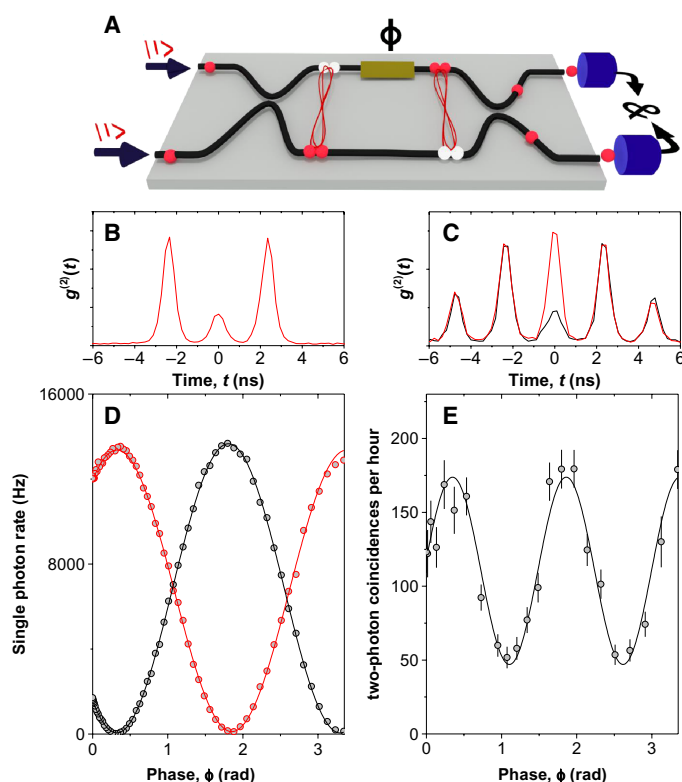 A
ϕ
|1>
|1>
&
B
g(2)(t)
−6 −4 −2 0 2 4 6
Time, t (ns)
C
g(2)(t)
−6 −4 −2 0 2 4 6
Time, t (ns)
D
16000
8000
0
Single photon rate (Hz)
0 1 2 3
Phase, ϕ (rad)
E
200
150
100
50
0
two-photon coincidences per hour
0 1 2 3
Phase, ϕ (rad)